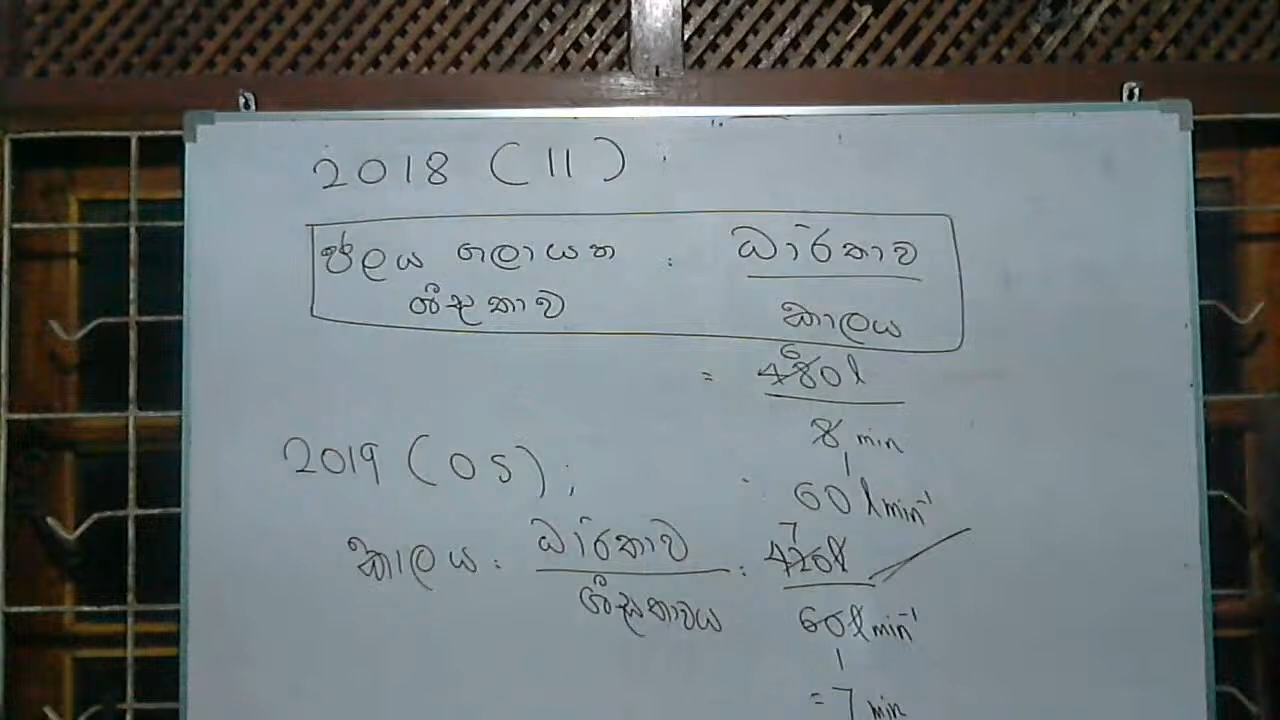 2018 (11)
ජලය ගලායන : ධාරිතාව
ශීඝ්‍රතාව කාලය
= 480l
8 min
60 l min⁻¹
2019 (05) ;
කාලය : ධාරිතාව : 420l
ශීඝ්‍රතාවය 60l min⁻¹
= 7 min